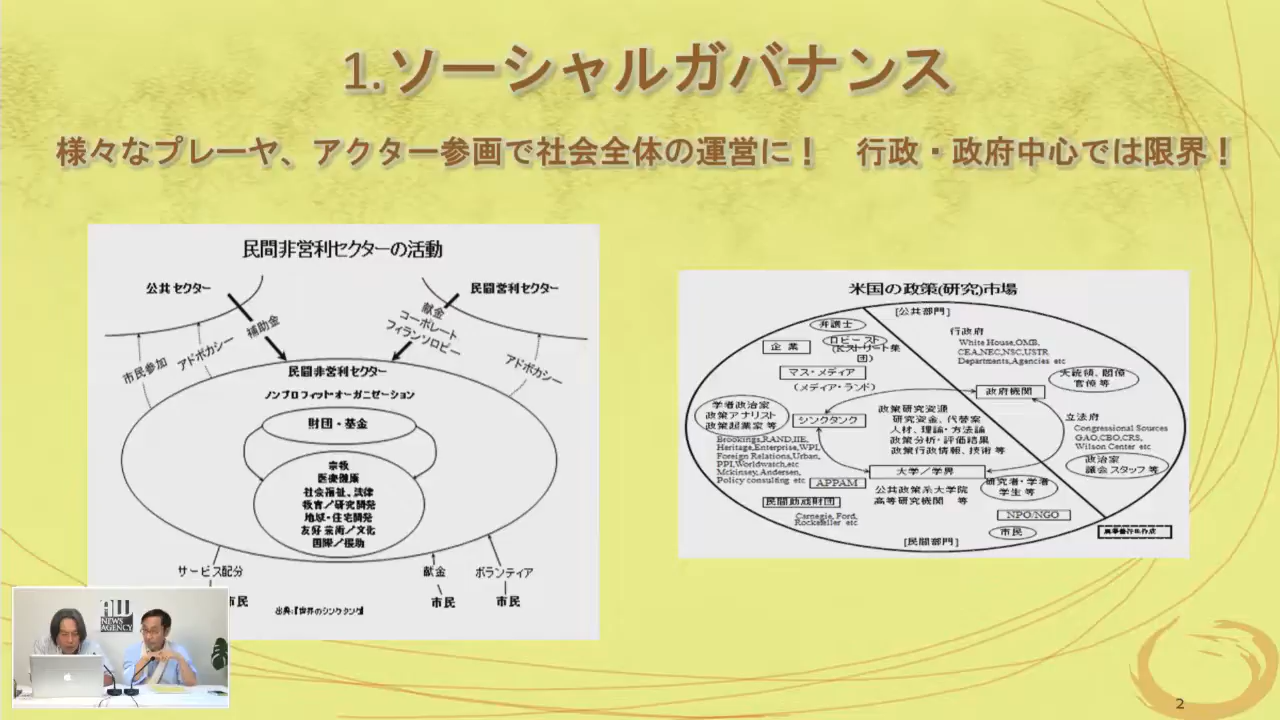 1.ソーシャルガバナンス
様々なプレーヤ、アクター参画で社会全体の運営に！　行政・政府中心では限界！
民間非営利セクターの活動
公共セクター
民間営利セクター
補助金
献金
コーポレート
フィランソロピー
市民参加
アドボカシー
アドボカシー
民間非営利セクター
ノンプロフィットオーガニゼーション
財団・基金
宗教
医療健康
社会福祉、法律
教育／研究開発
地域・住宅開発
友好 芸術／文化
国際／援助
サービス配分
献金
ボランティア
市民
市民
市民
出典:『世界のシンクタンク』
米国の政策(研究)市場
[公共部門]
弁護士
ロビースト
(Kストリート集
団)
企業
マス・メディア
(メディア・ランド)
行政府
White House,OMB,
CEA,NEC,NSC,USTR
Departments,Agencies etc
大統領、閣僚
官僚 等
政府機関
学者政治家
政策アナリスト
政策起業家 等
シンクタンク
政策研究資源
研究資金、代替案
人材、理論・方法論
政策分析・評価結果
政策行政情報、技術 等
立法府
Congressional Sources
GAO,CBO,CRS,
Wilson Center etc
政治家
議会スタッフ 等
Brookings,RAND,IIE,
Heritage,Enterprise,WPI,
Foreign Relations,Urban,
PPI,Worldwatch,etc
Mckinsey, Andersen,
Policy consulting etc
大学／学界
APPAM
公共政策系大学院
高等研究機関 等
研究者・学者
学生 等
民間助成財団
Carnegie, Ford,
Rockefeller etc
NPO/NGO
市民
[民間部門]
ALL
NEWS
AGENCY
2